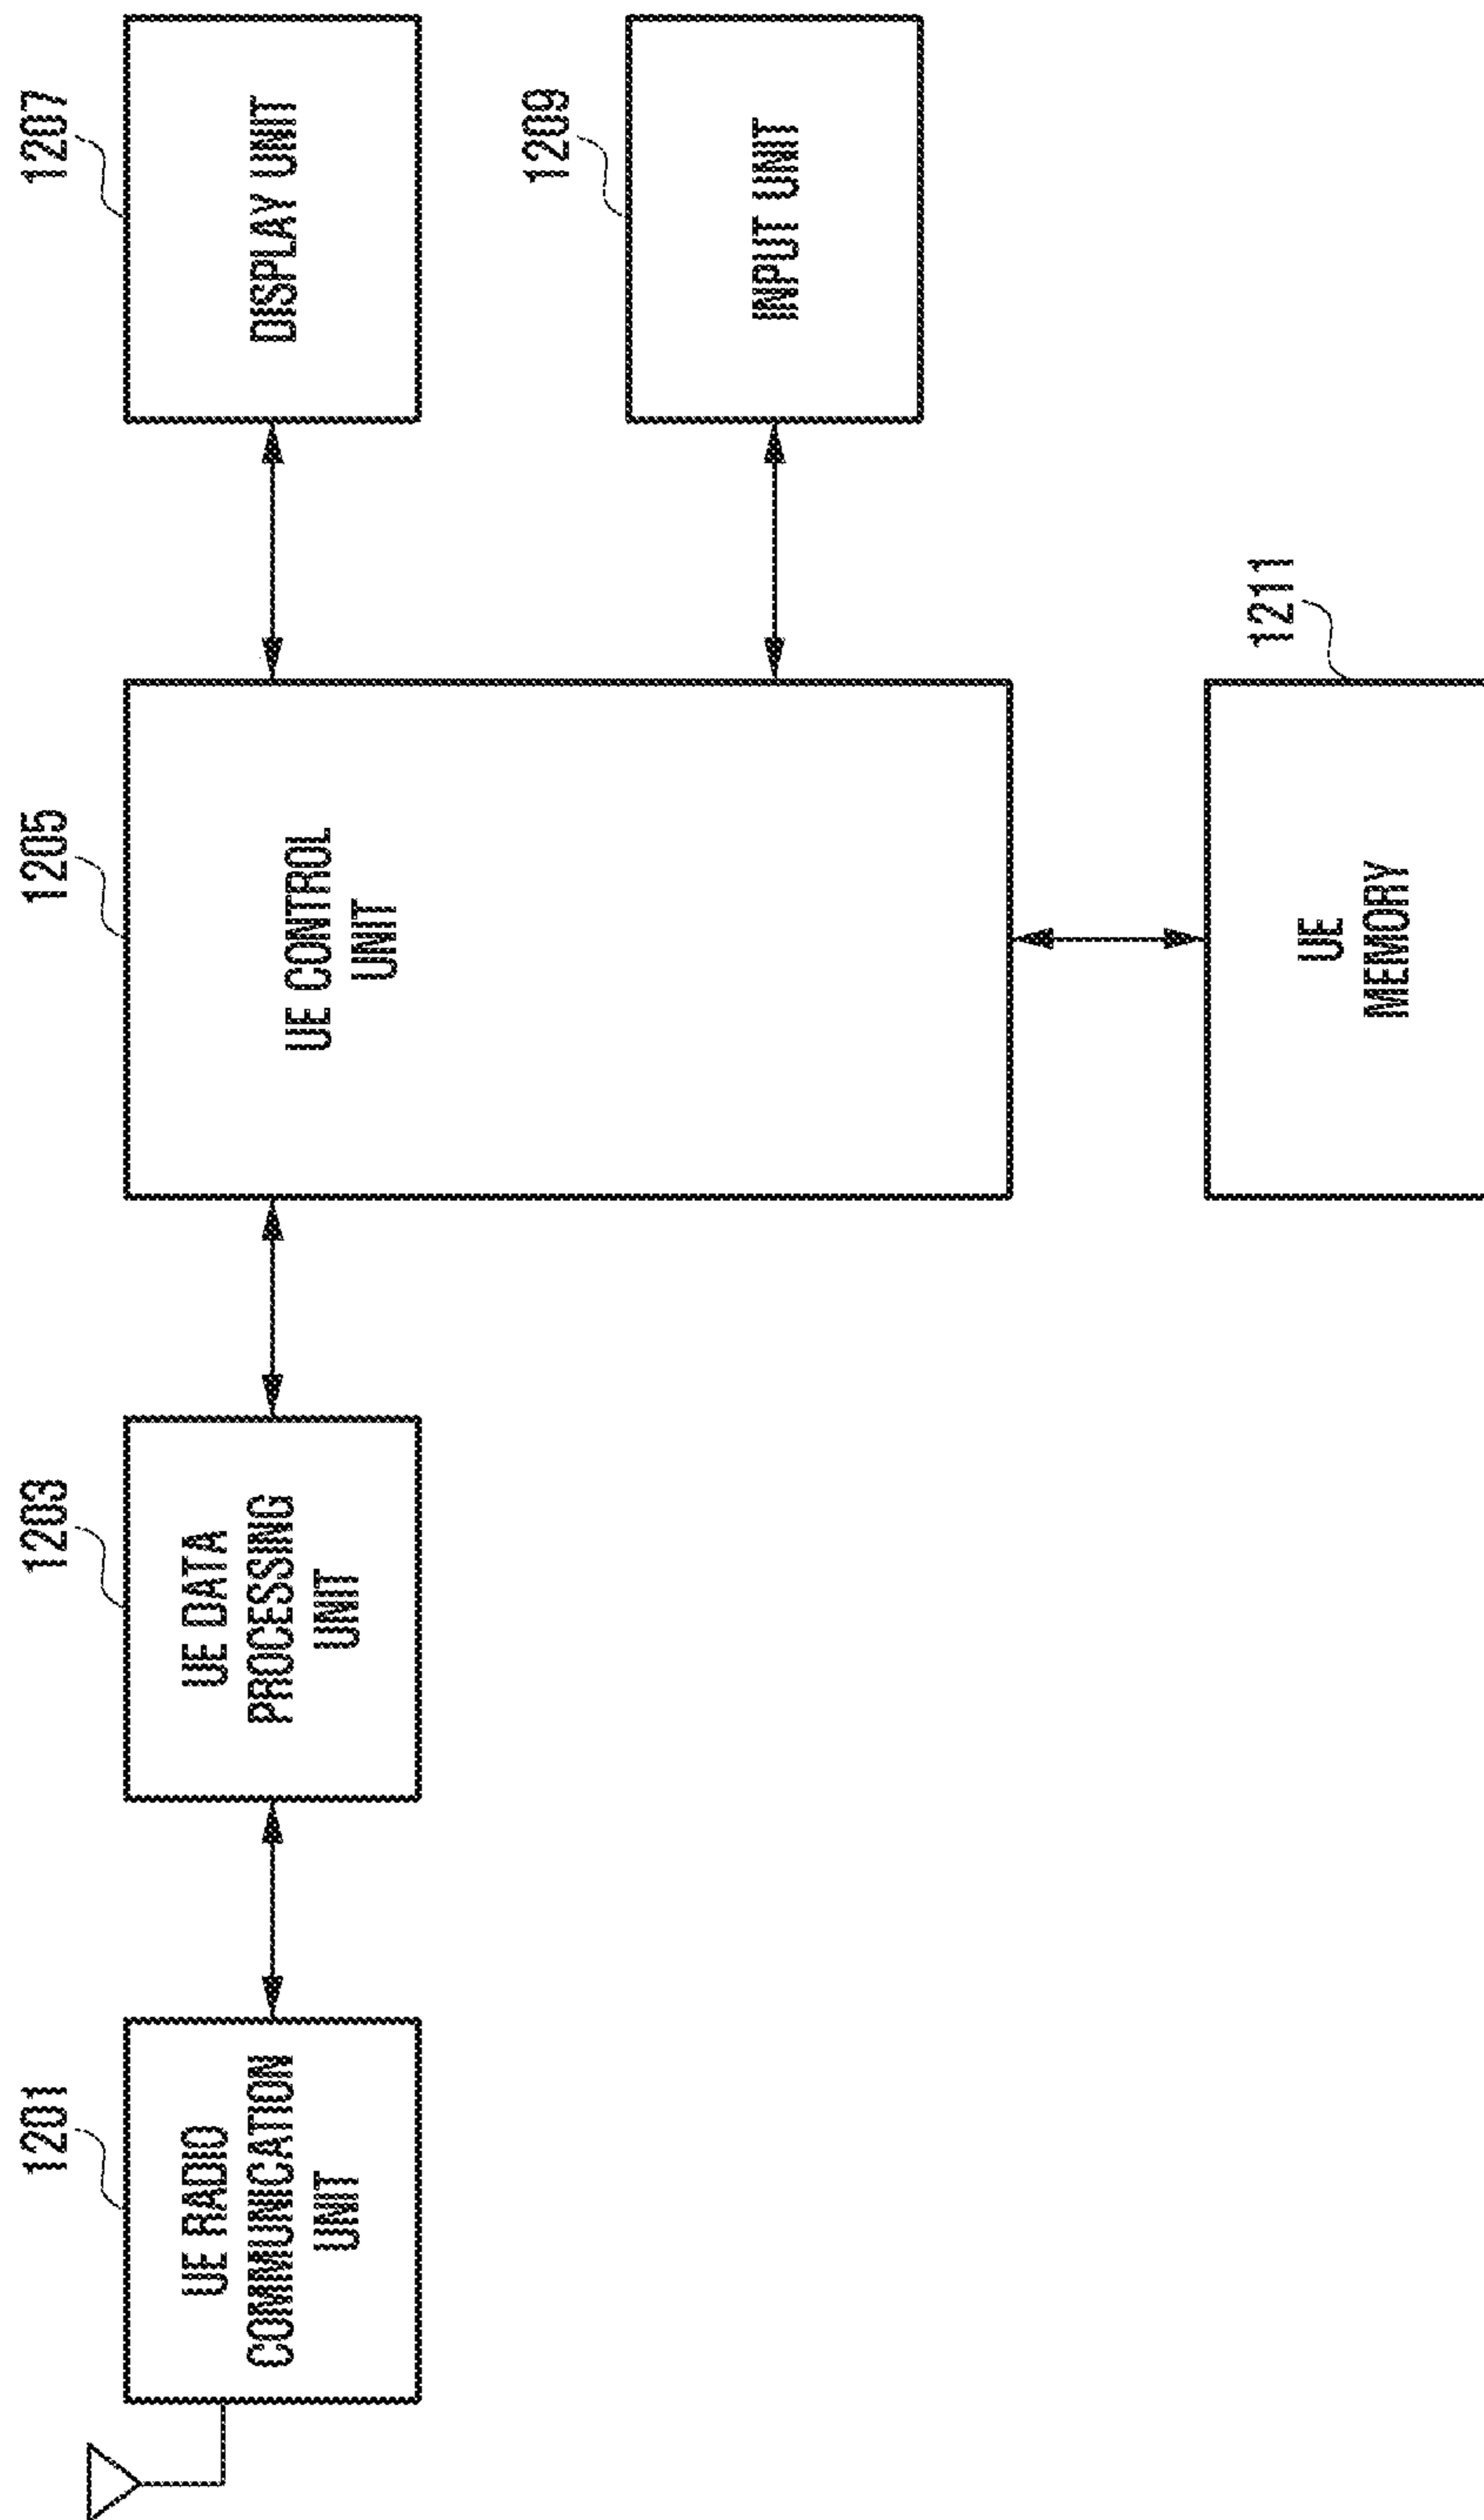 1201
UE RADIO
COMMUNICATION
UNIT
1203
UE DATA
PROCESSING
UNIT
1205
UE CONTROL
UNIT
1207
DISPLAY UNIT
1209
INPUT UNIT
1211
UE
MEMORY